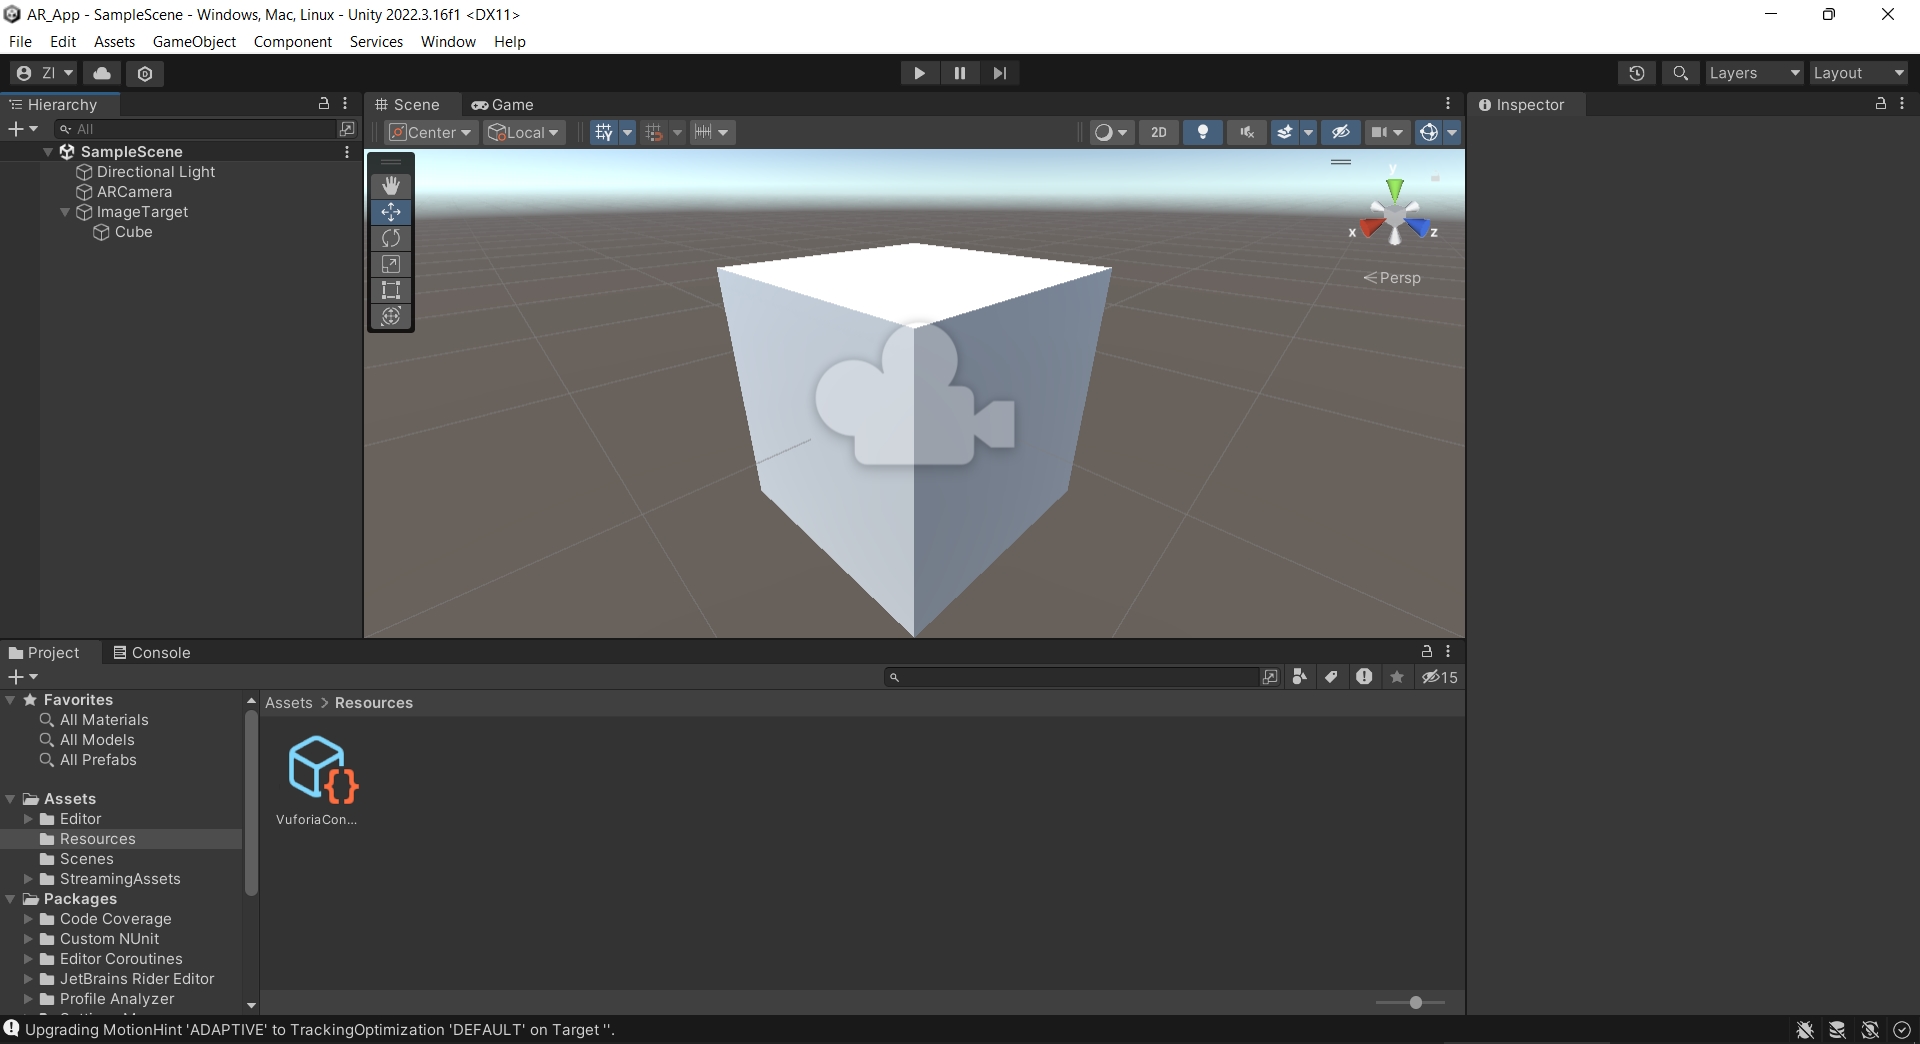 AR_App - SampleScene - Windows, Mac, Linux - Unity 2022.3.16f1 <DX11>
File Edit Assets GameObject Component Services Window Help
ZI Layers Layout
Hierarchy Scene Game Inspector
All Center Local 2D
SampleScene
Directional Light
ARCamera
ImageTarget
Cube
y
x z
Persp
Project Console
15
Favorites
All Materials
All Models
All Prefabs
Assets
Editor
Resources
Scenes
StreamingAssets
Packages
Code Coverage
Custom NUnit
Editor Coroutines
JetBrains Rider Editor
Profile Analyzer
Assets > Resources
VuforiaCon...
Upgrading MotionHint 'ADAPTIVE' to TrackingOptimization 'DEFAULT' on Target ''.